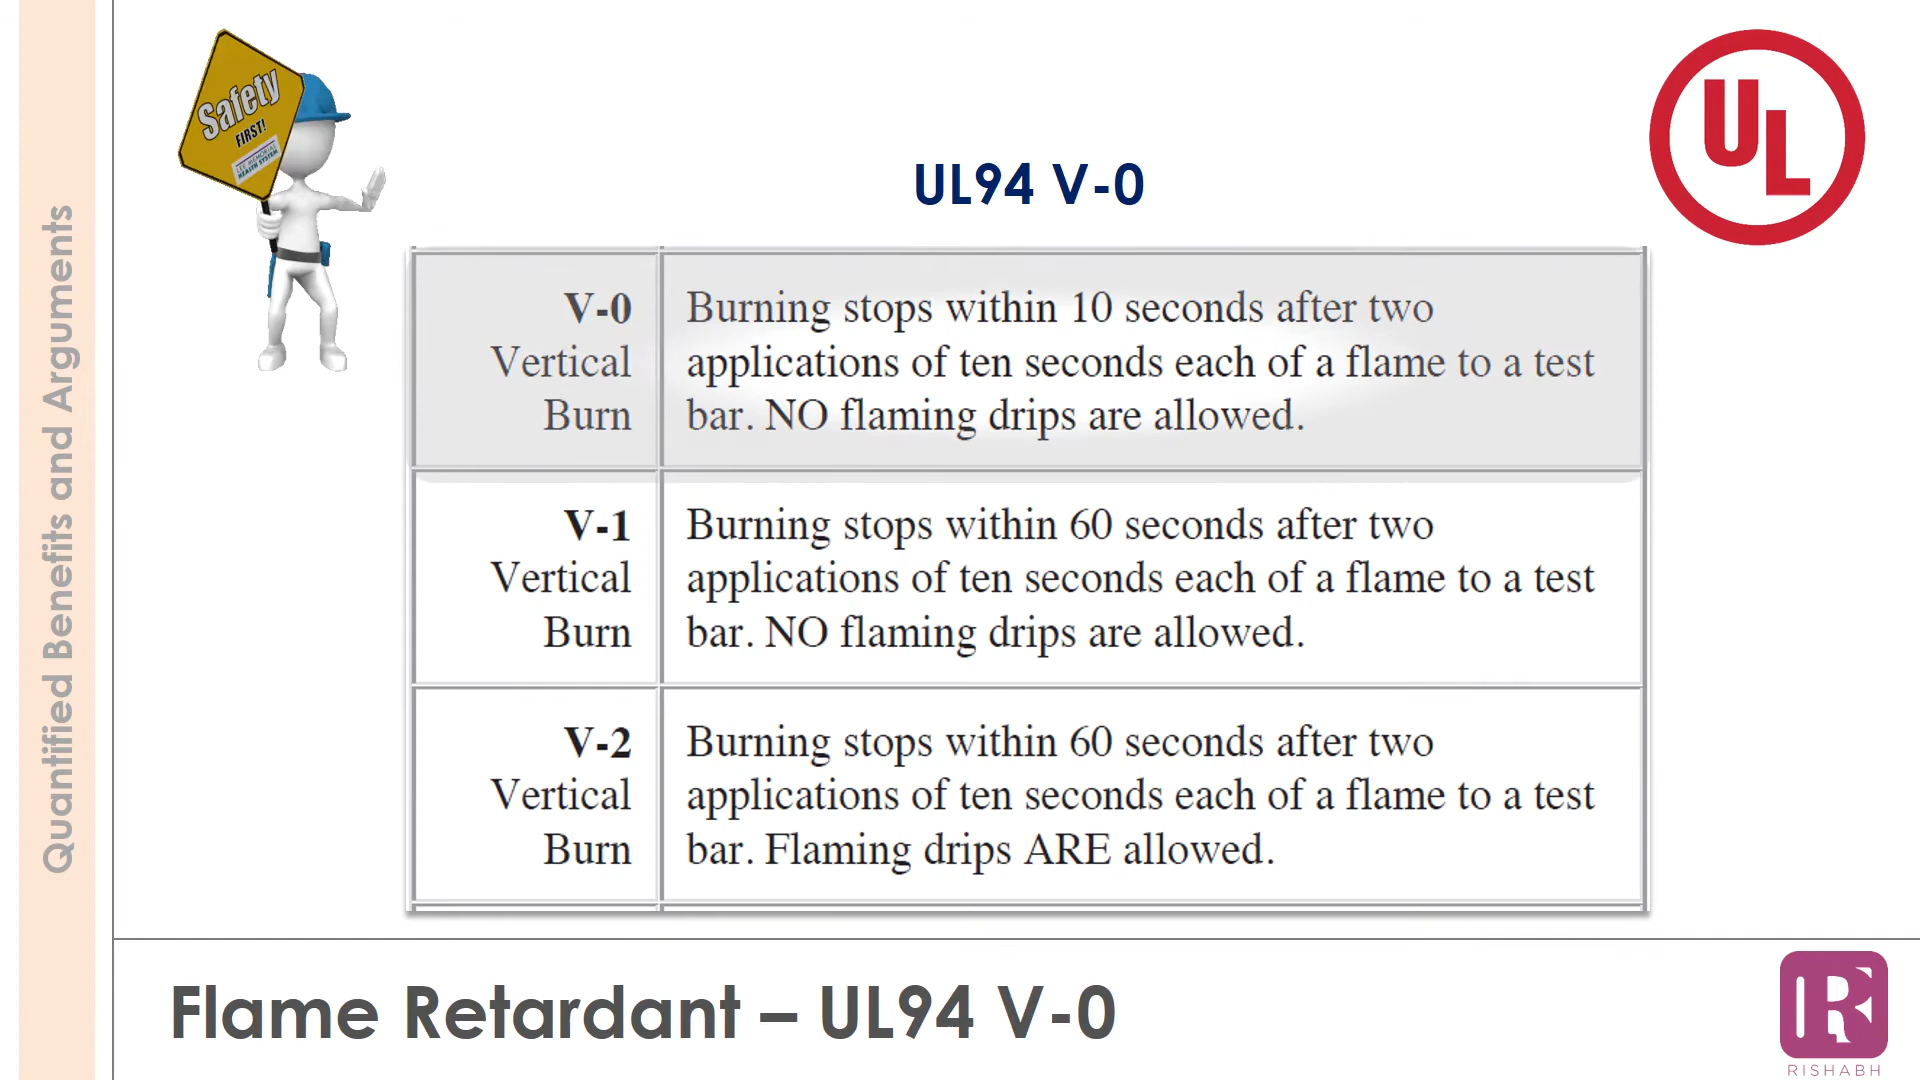 Quantified Benefits and Arguments
Safety
FIRST!
LEE MEMORIAL
HEALTH SYSTEM
UL
UL94 V-0
V-0
Vertical
Burn
Burning stops within 10 seconds after two
applications of ten seconds each of a flame to a test
bar. NO flaming drips are allowed.
V-1
Vertical
Burn
Burning stops within 60 seconds after two
applications of ten seconds each of a flame to a test
bar. NO flaming drips are allowed.
V-2
Vertical
Burn
Burning stops within 60 seconds after two
applications of ten seconds each of a flame to a test
bar. Flaming drips ARE allowed.
Flame Retardant – UL94 V-0
RISHABH